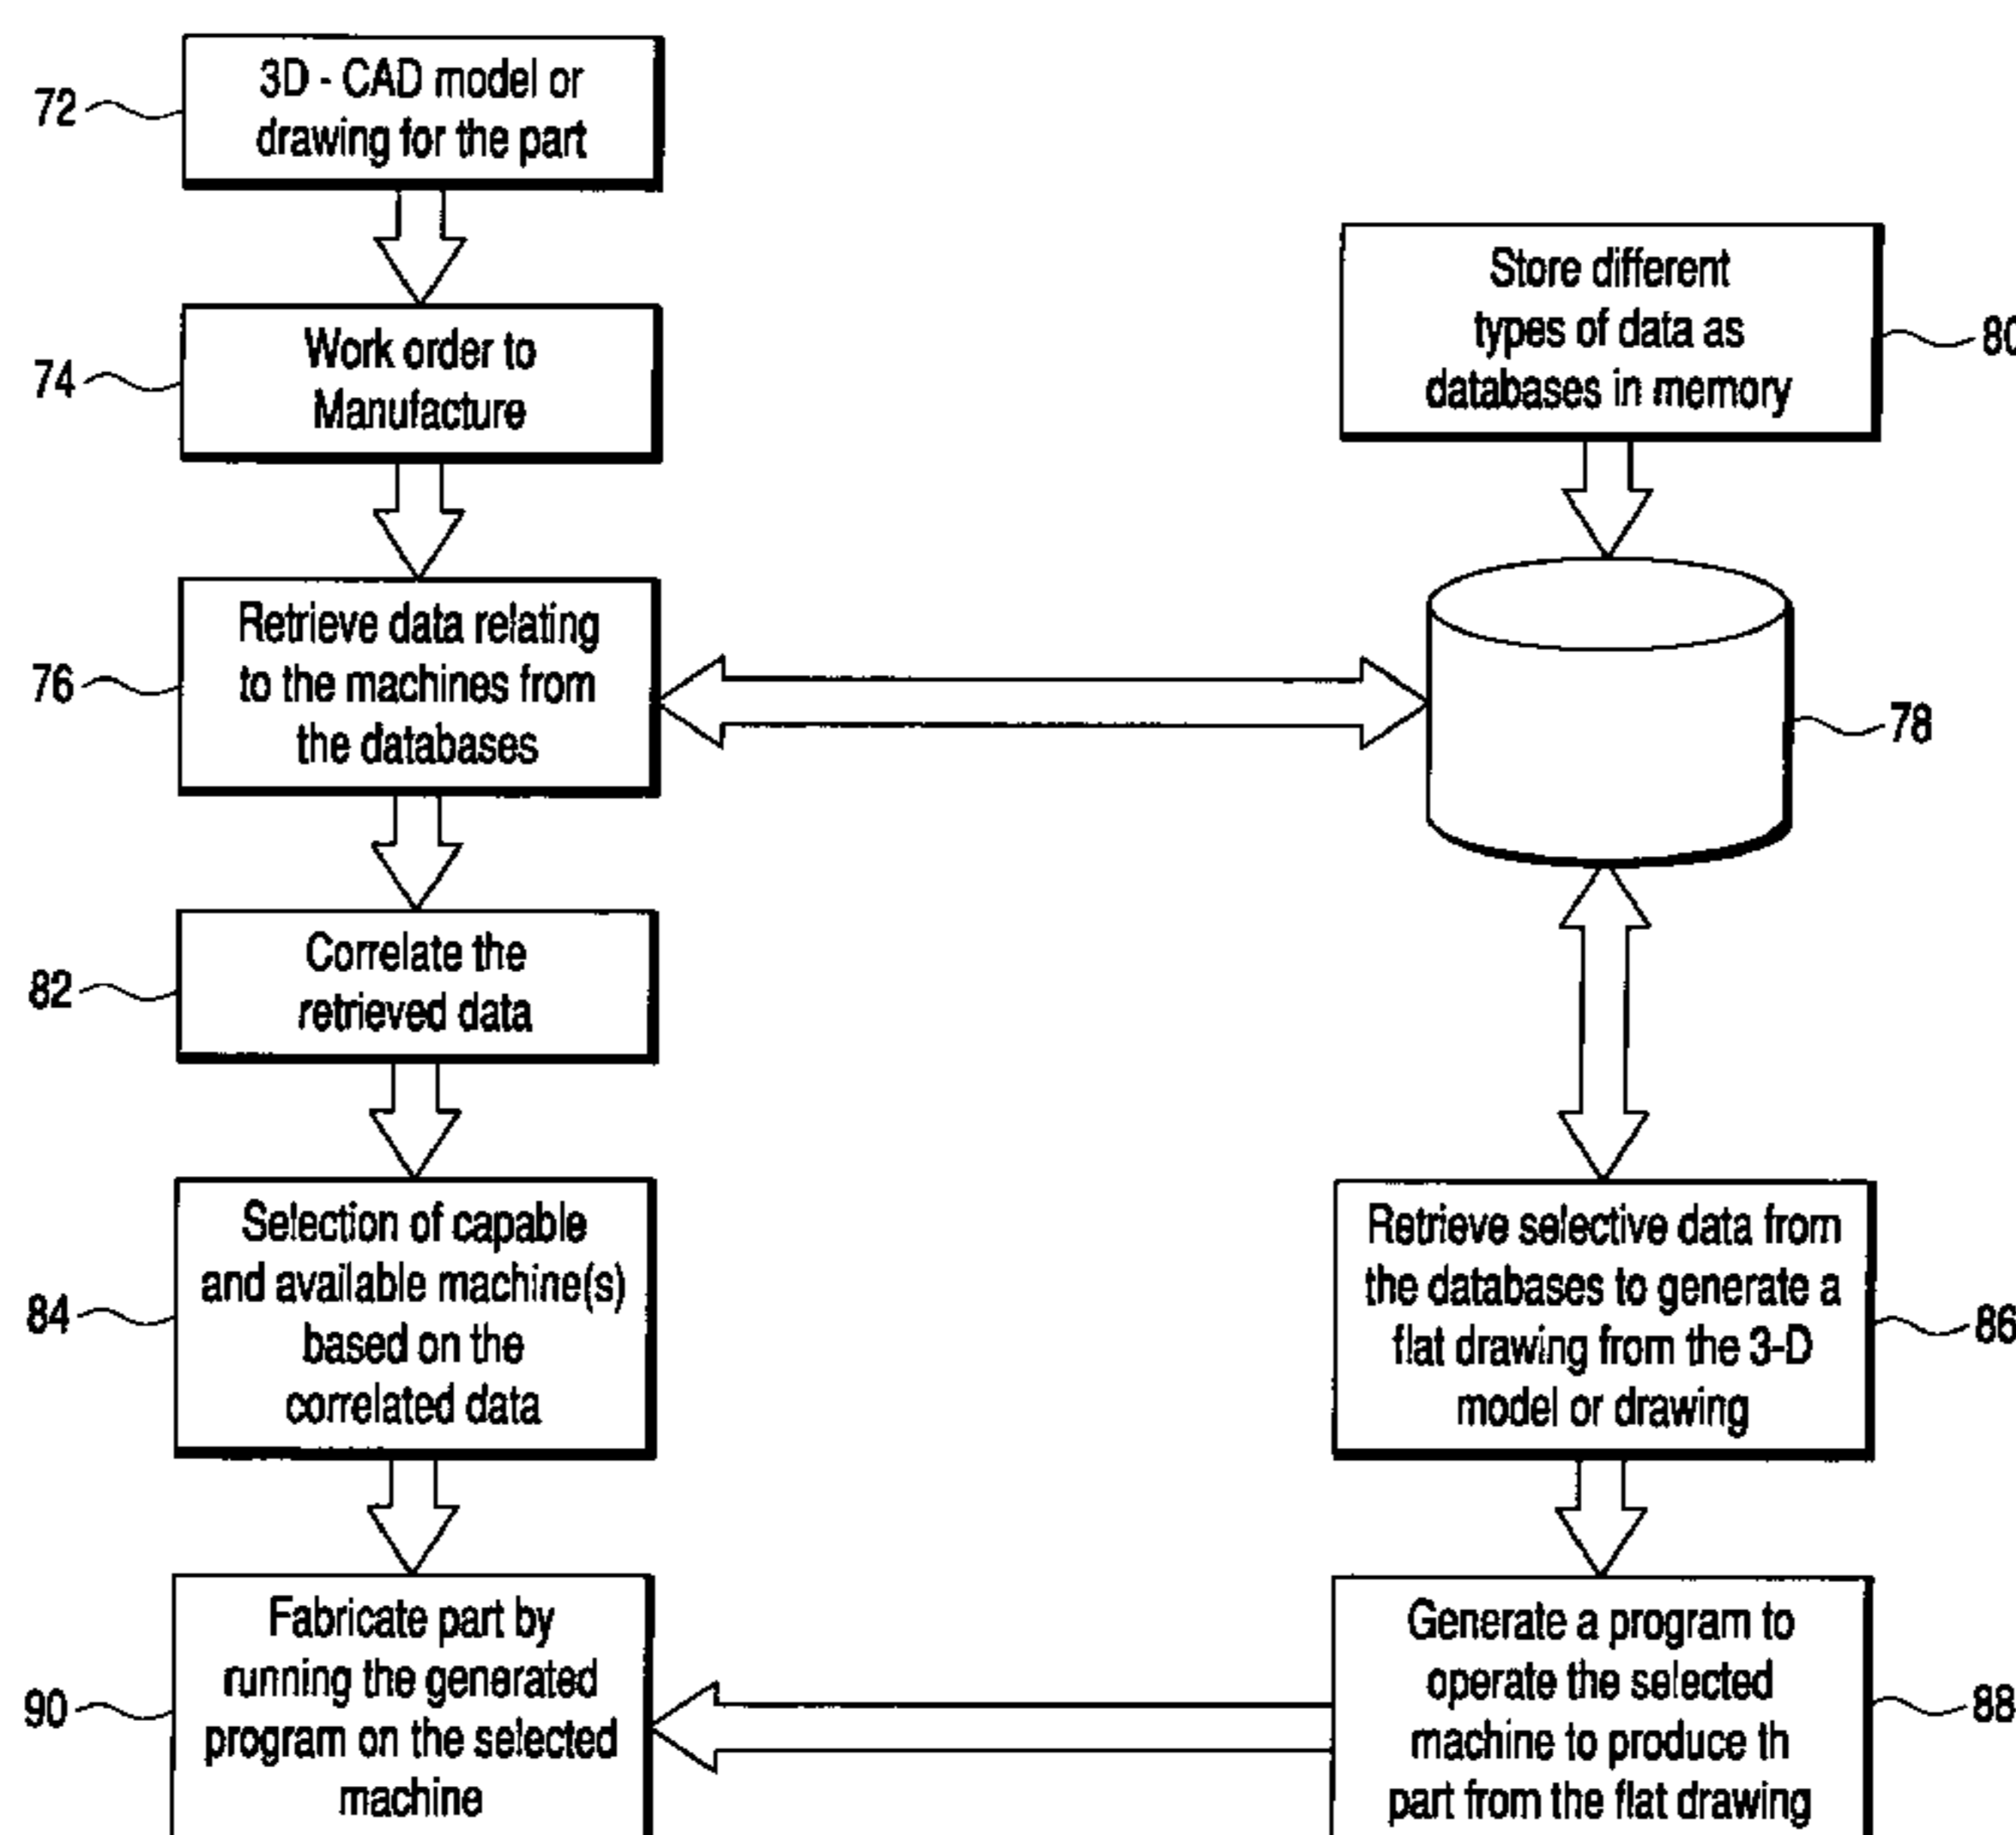 72
3D - CAD model or
drawing for the part
74
Work order to
Manufacture
76
Retrieve data relating
to the machines from
the databases
82
Correlate the
retrieved data
84
Selection of capable
and available machine(s)
based on the
correlated data
90
Fabricate part by
running the generated
program on the selected
machine
Store different
types of data as
databases in memory
80
78
Retrieve selective data from
the databases to generate a
flat drawing from the 3-D
model or drawing
86
Generate a program to
operate the selected
machine to produce th
part from the flat drawing
88